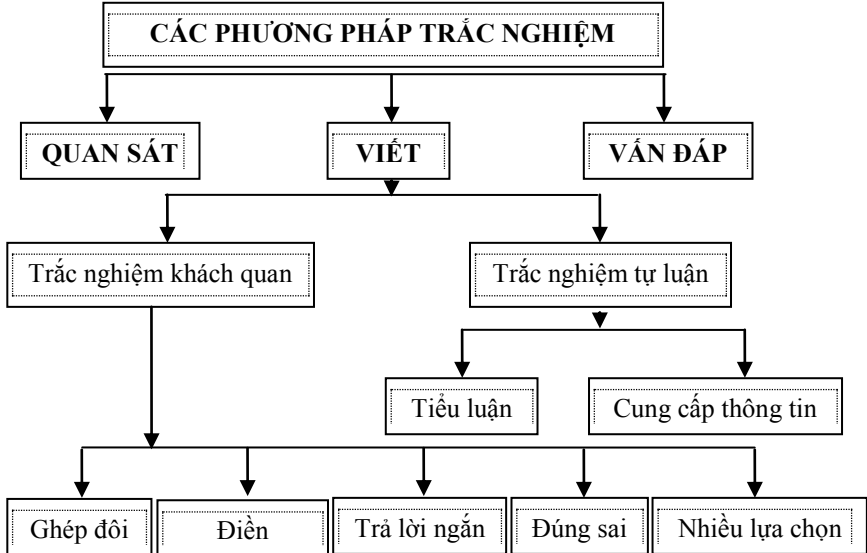 CÁC PHƯƠNG PHÁP TRẮC NGHIỆM
QUAN SÁT
VIẾT
VẤN ĐÁP
Trắc nghiệm khách quan
Trắc nghiệm tự luận
Tiểu luận
Cung cấp thông tin
Ghép đôi
Điền
Trả lời ngắn
Đúng sai
Nhiều lựa chọn